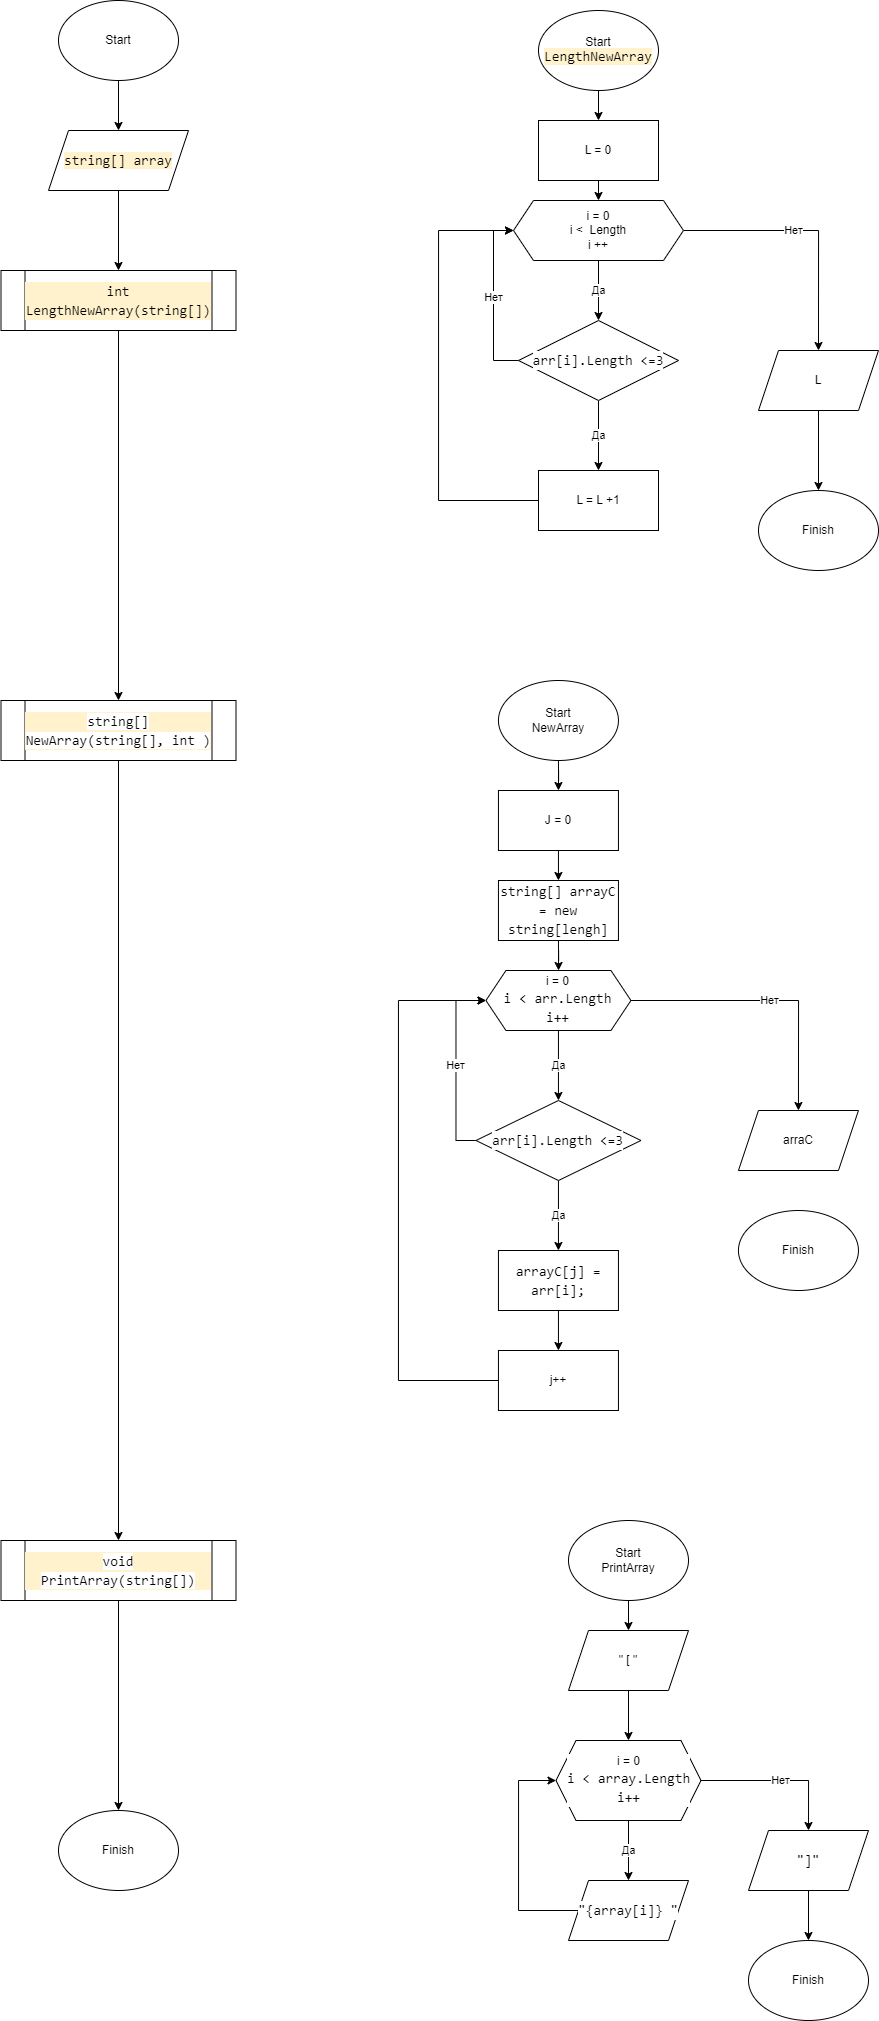 Start
string[] array
int
LengthNewArray(string[])
string[]
NewArray(string[], int )
void
PrintArray(string[])
Finish
Start
LengthNewArray
L = 0
i = 0
i <  Length
i ++
Нет
Да
Нет
arr[i].Length <=3
L
Да
L = L +1
Finish
Start
NewArray
J = 0
string[] arrayC
= new
string[lengh]
i = 0
i < arr.Length
i++
Нет
Нет
Да
arr[i].Length <=3
arraC
Да
Finish
arrayC[j] =
arr[i];
j++
Start
PrintArray
"["
i = 0
i < array.Length
i++
Нет
Да
"]"
"{array[i]} "
Finish